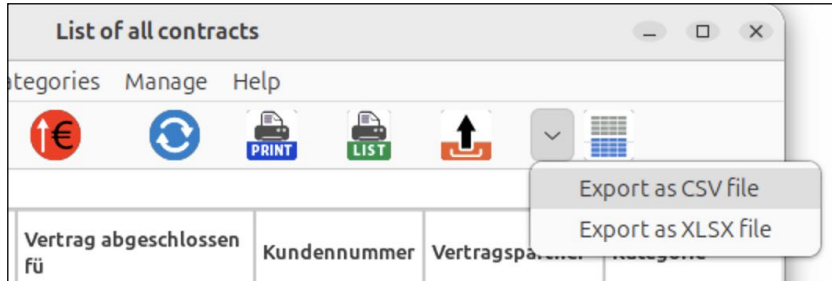 List of all contracts
ategories Manage Help
PRINT LIST
Export as CSV file
Export as XLSX file
Vertrag abgeschlossen
fü
Kundennummer